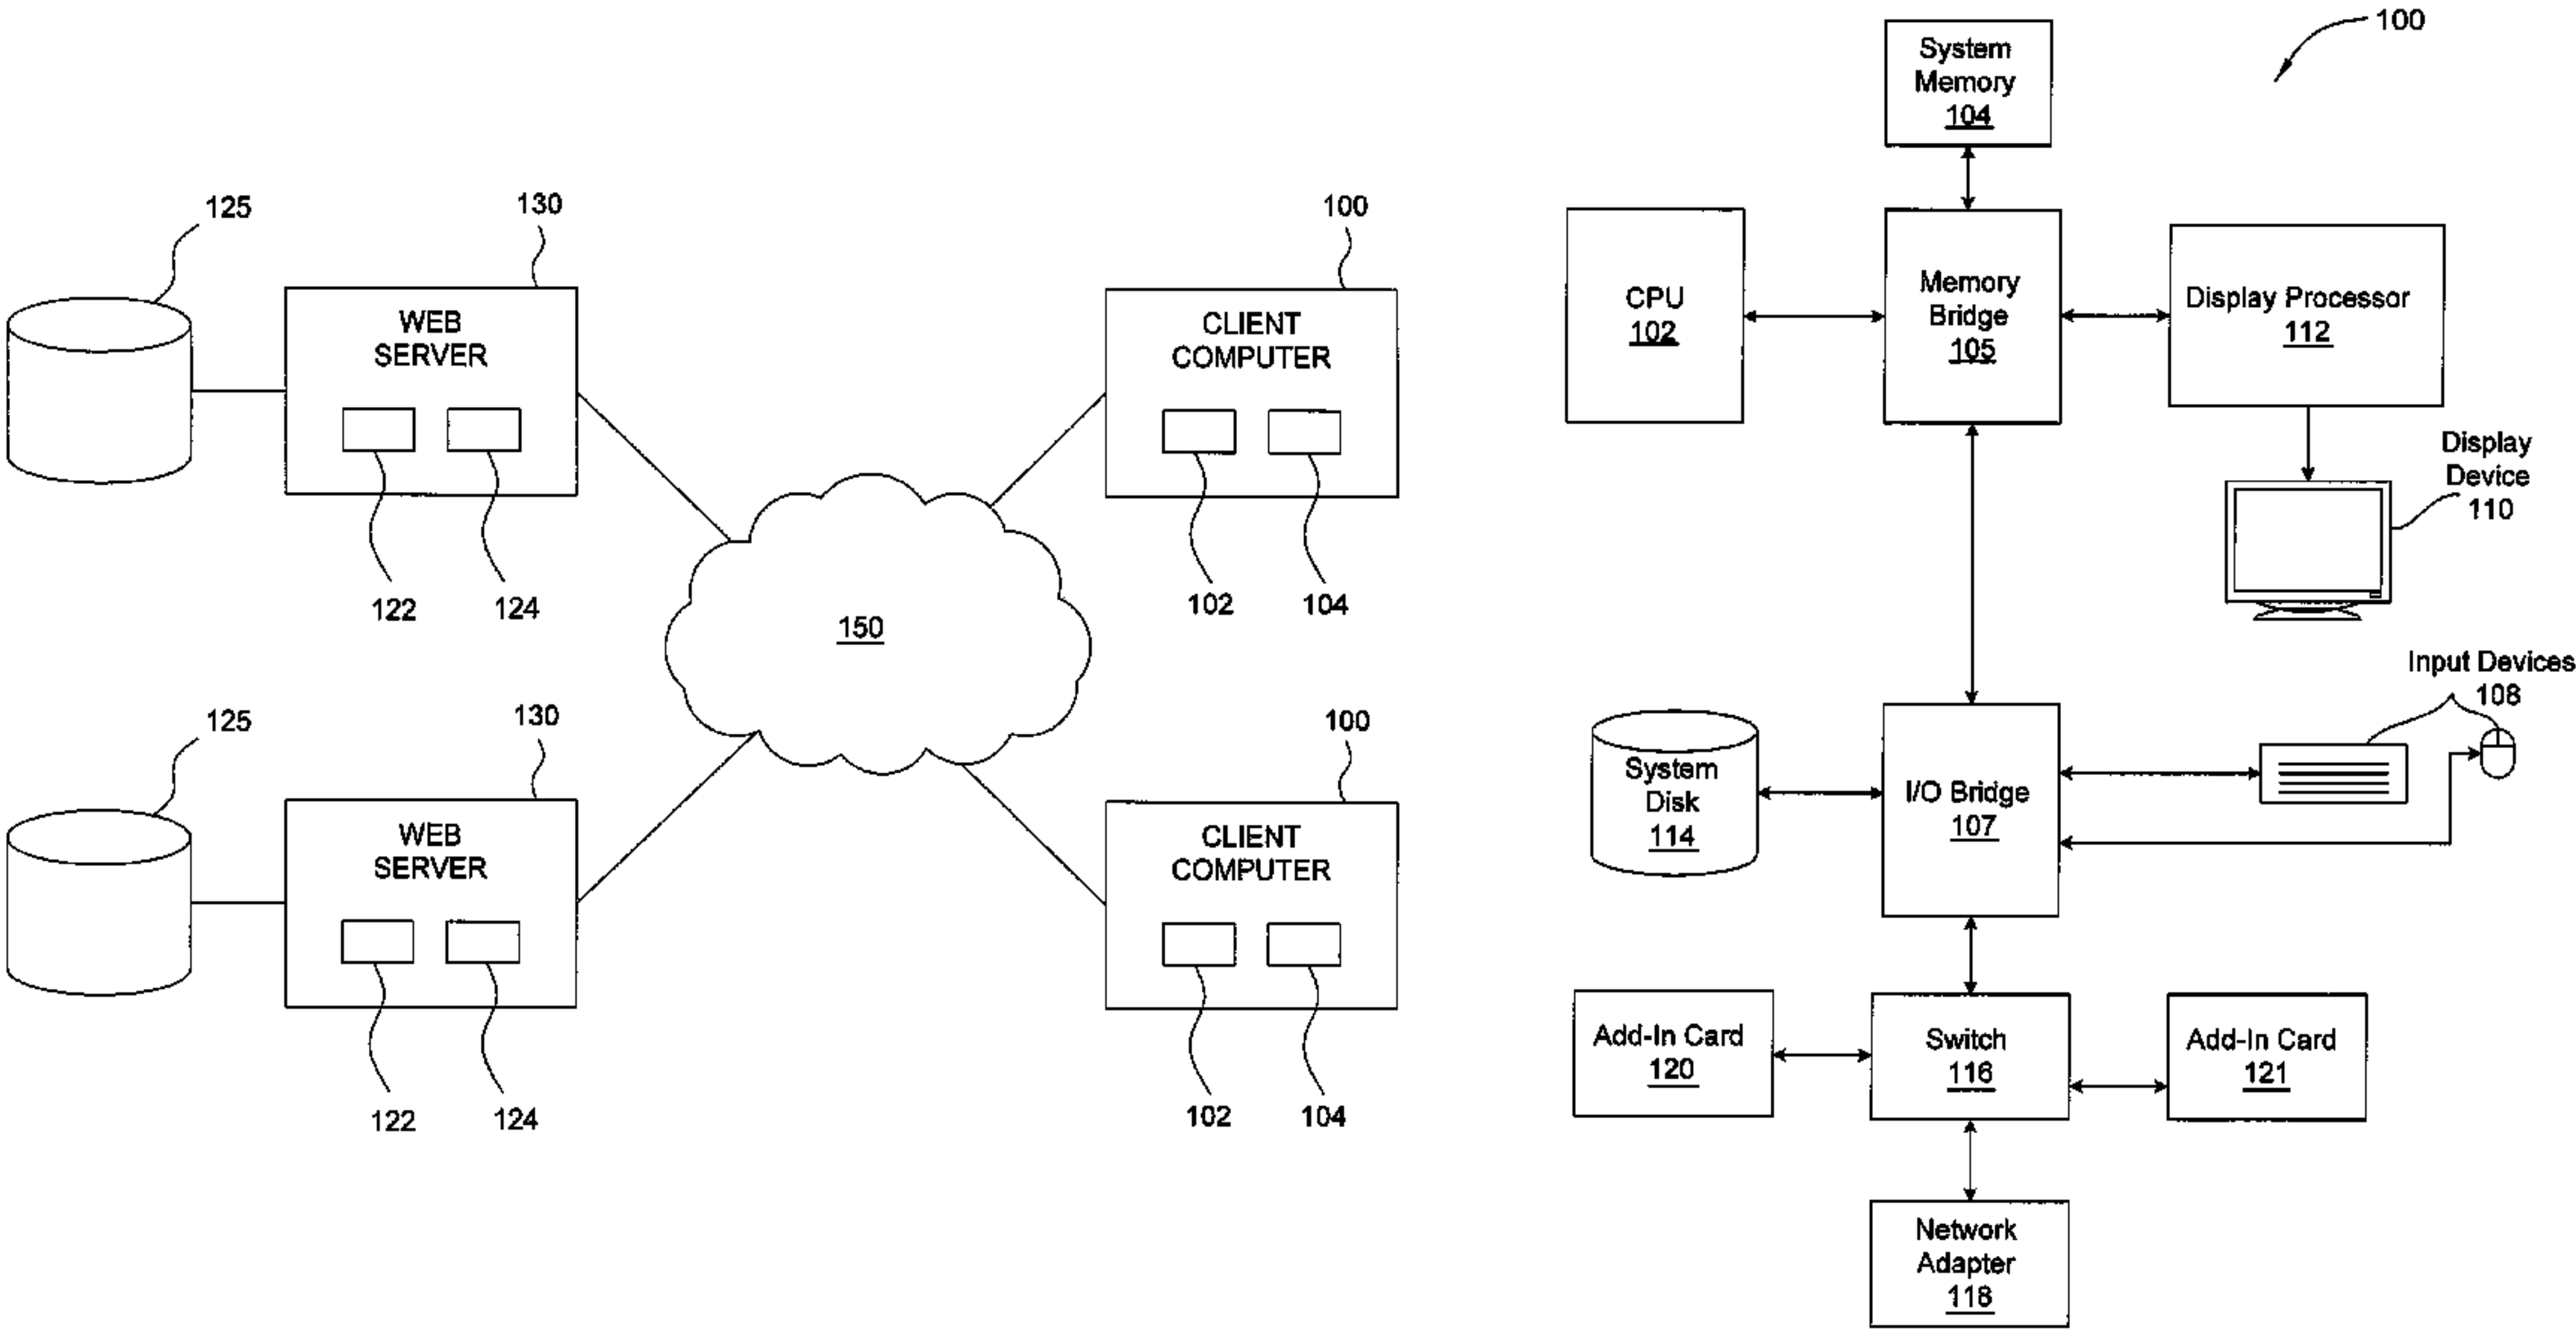 125
130
WEB
SERVER
122
124
100
CLIENT
COMPUTER
102
104
150
125
130
WEB
SERVER
122
124
100
CLIENT
COMPUTER
102
104
100
System
Memory
104
CPU
102
Memory
Bridge
105
Display Processor
112
Display
Device
110
Input Devices
108
System
Disk
114
I/O Bridge
107
Add-In Card
120
Switch
116
Add-In Card
121
Network
Adapter
118